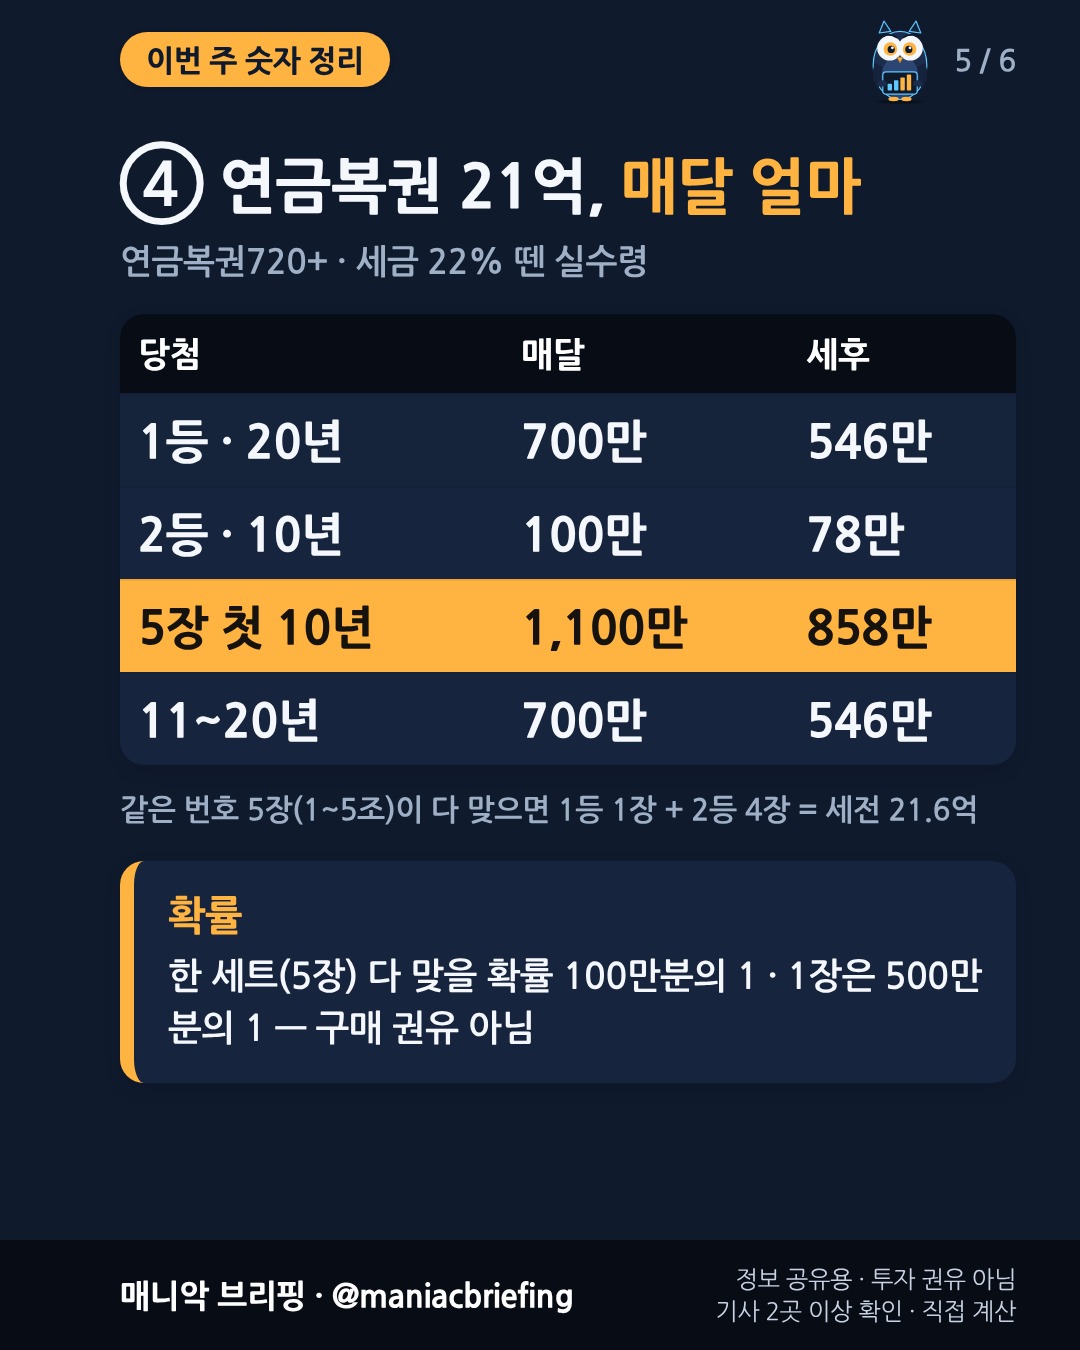 이번 주 숫자 정리
5 / 6
④ 연금복권 21억, 매달 얼마
연금복권720+ · 세금 22% 뗀 실수령
당첨 매달 세후
1등 · 20년 700만 546만
2등 · 10년 100만 78만
5장 첫 10년 1,100만 858만
11~20년 700만 546만
같은 번호 5장(1~5조)이 다 맞으면 1등 1장 + 2등 4장 = 세전 21.6억
확률
한 세트(5장) 다 맞을 확률 100만분의 1 · 1장은 500만
분의 1 — 구매 권유 아님
매니악 브리핑 · @maniacbriefing
정보 공유용 · 투자 권유 아님
기사 2곳 이상 확인 · 직접 계산